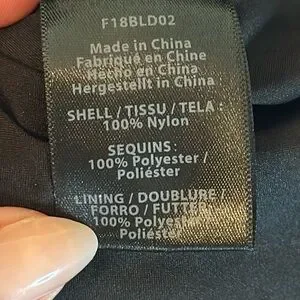 F18BLD02
Made in China
Fabriqué en Chine
Hecho en China
Hergestellt in China
SHELL / TISSU / TELA :
100% Nylon
SEQUINS :
100% Polyester /
Poliéster
LINING / DOUBLURE /
FORRO / FUTTER :
100% Polyester /
Poliéster